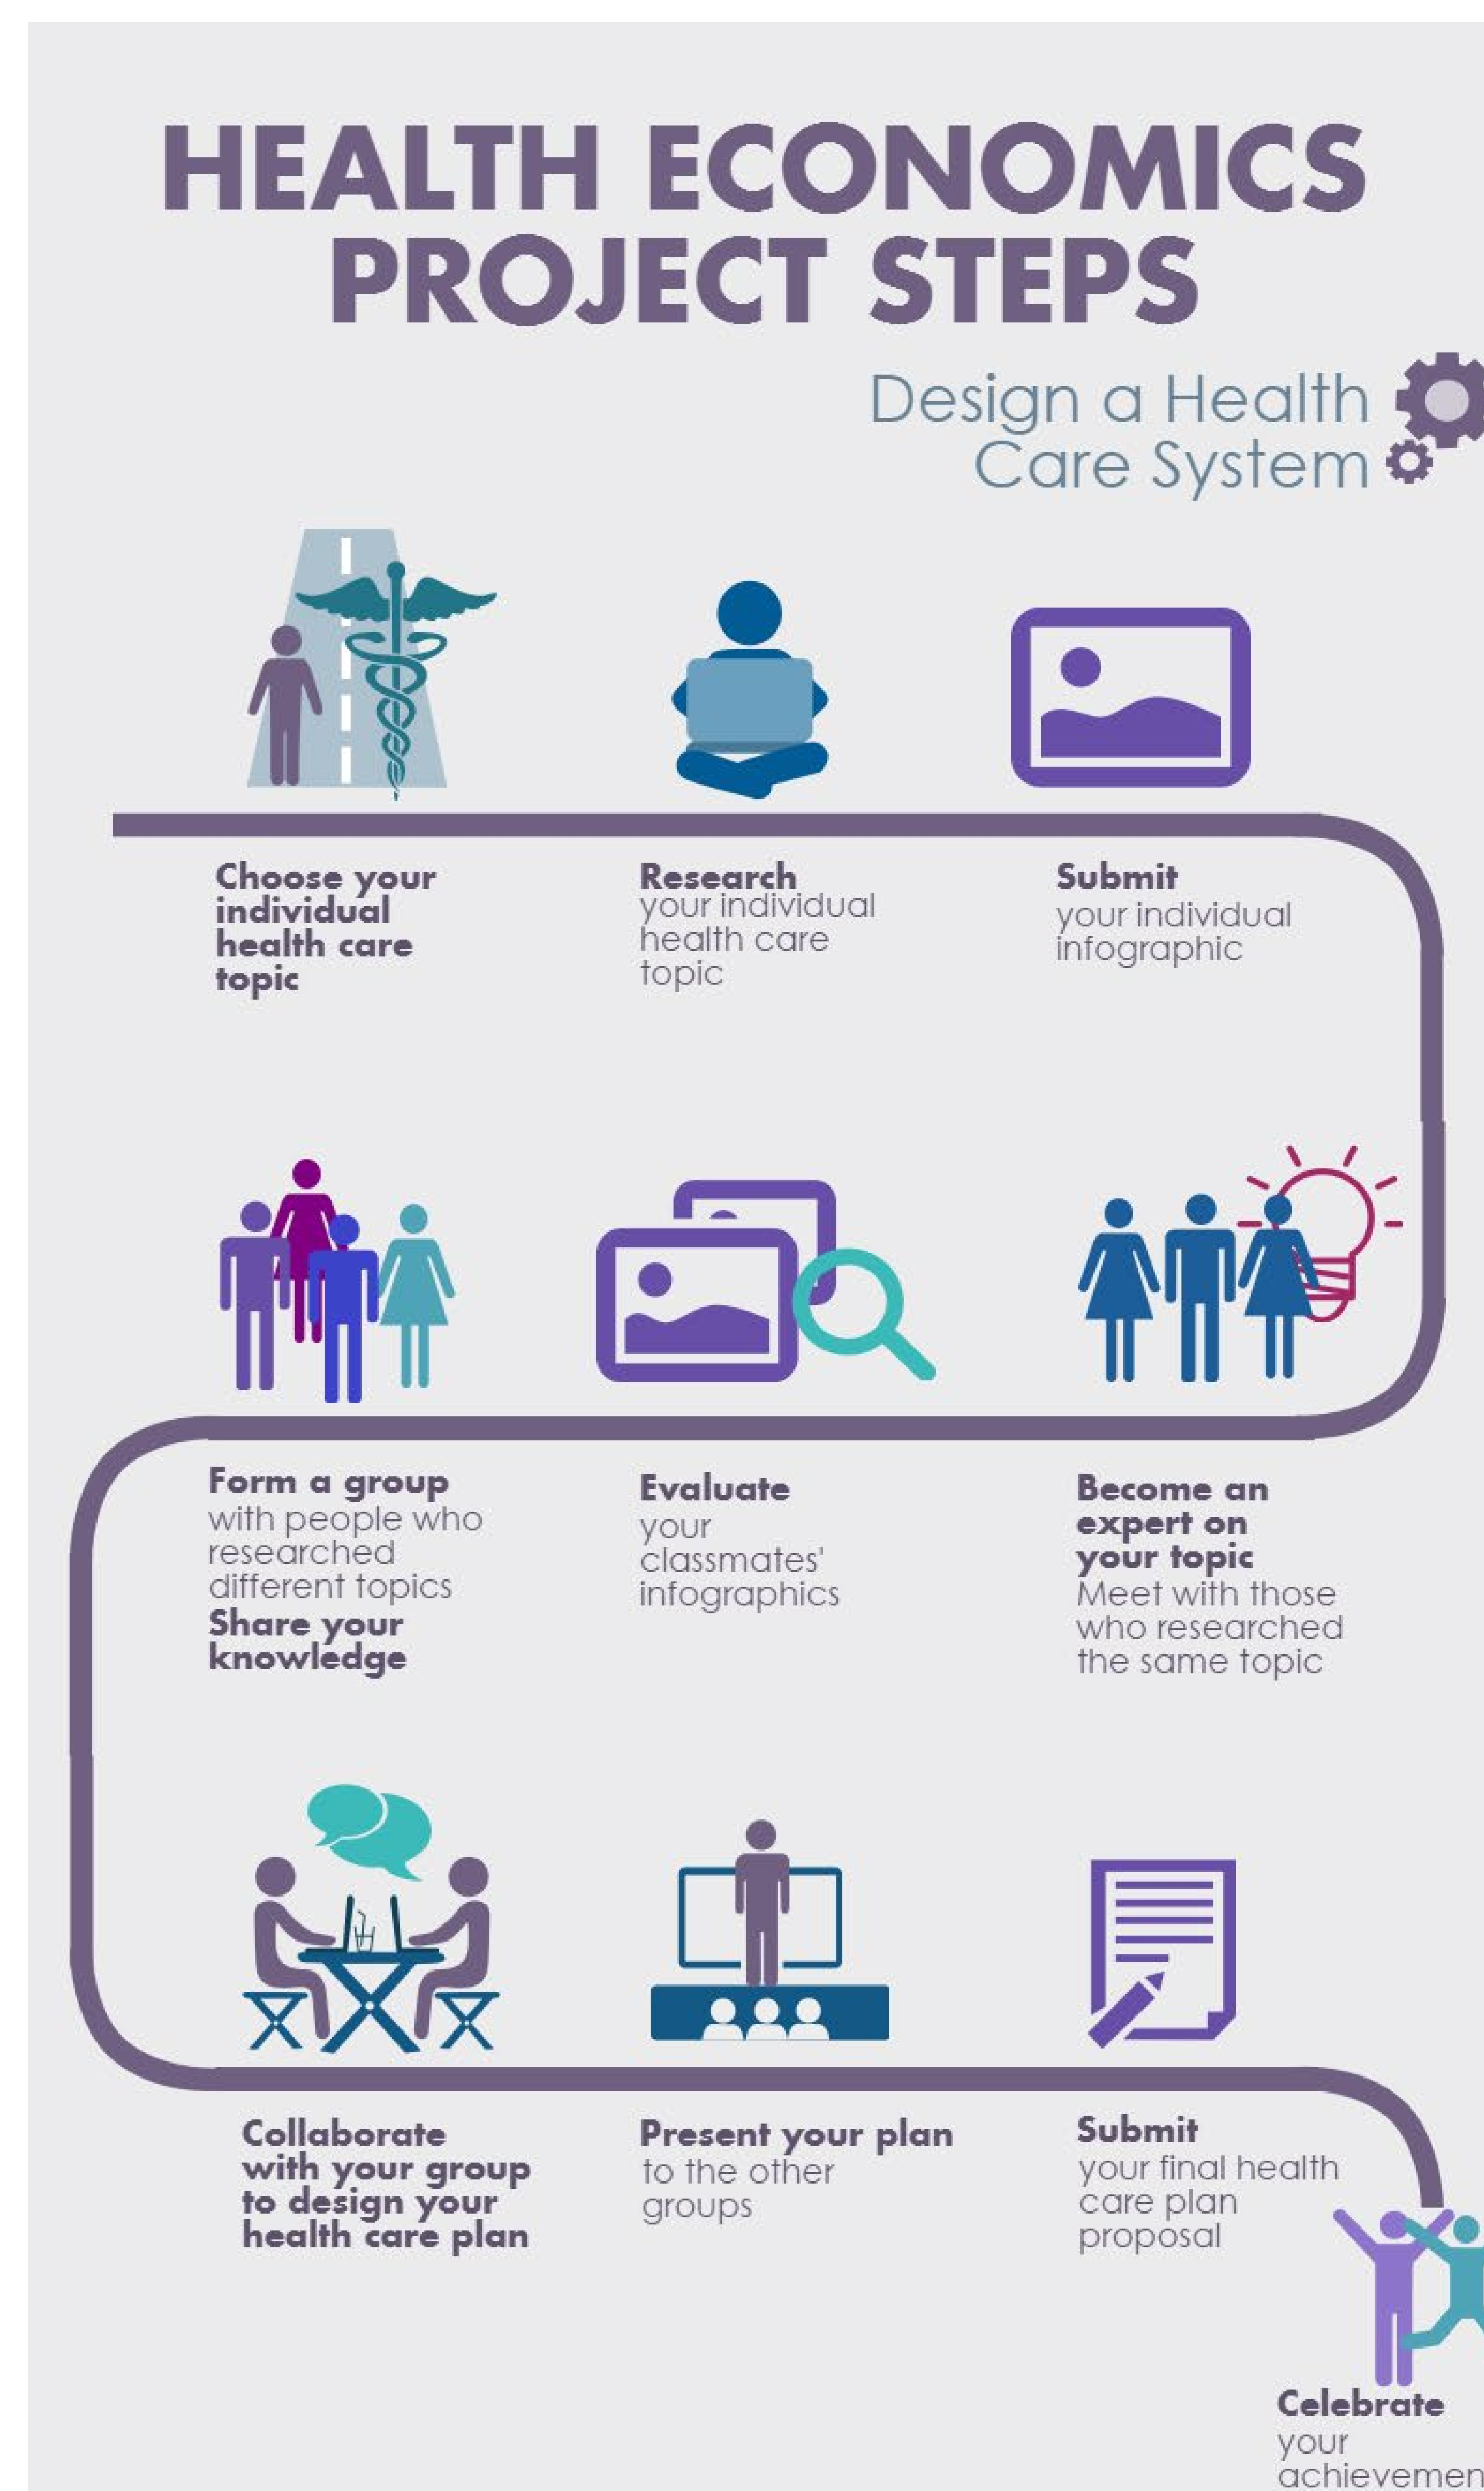 HEALTH ECONOMICS
PROJECT STEPS
Design a Health
Care System
Choose your
individual
health care
topic
Research
your individual
health care
topic
Submit
your individual
infographic
Form a group
with people who
researched
different topics
Share your
knowledge
Evaluate
your
classmates'
infographics
Become an
expert on
your topic
Meet with those
who researched
the same topic
Collaborate
with your group
to design your
health care plan
Present your plan
to the other
groups
Submit
your final health
care plan
proposal
Celebrate
your